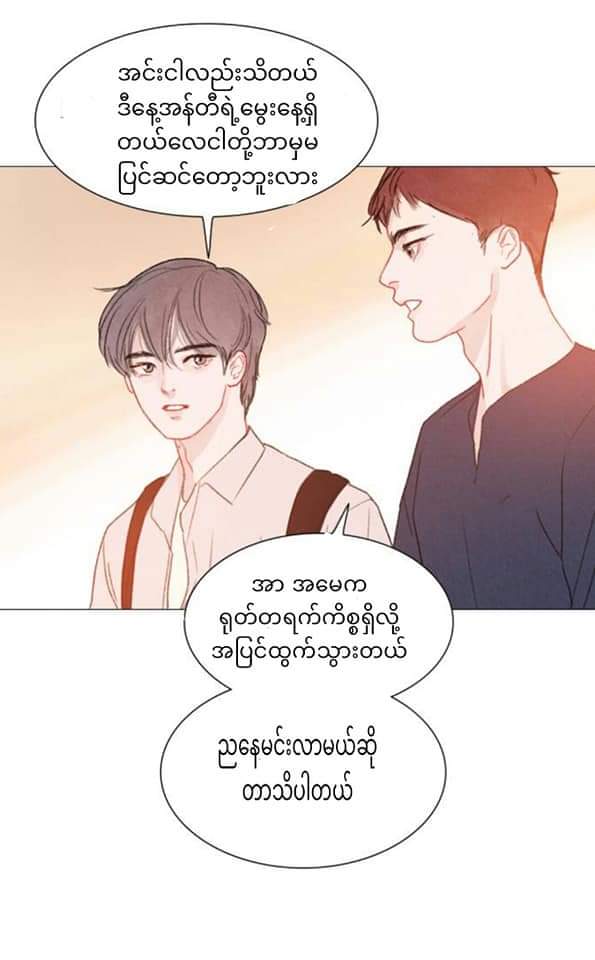 အင်းငါလည်းသိတယ်
ဒီနေ့အန်တီရဲ့မွေးနေ့ရှိ
တယ်လေငါတို့ဘာမှမ
ပြင်ဆင်တော့ဘူးလား
အာ အမေက
ရုတ်တရက်ကိစ္စရှိလို့
အပြင်ထွက်သွားတယ်
ညနေမင်းလာမယ်ဆို
တာသိပါတယ်